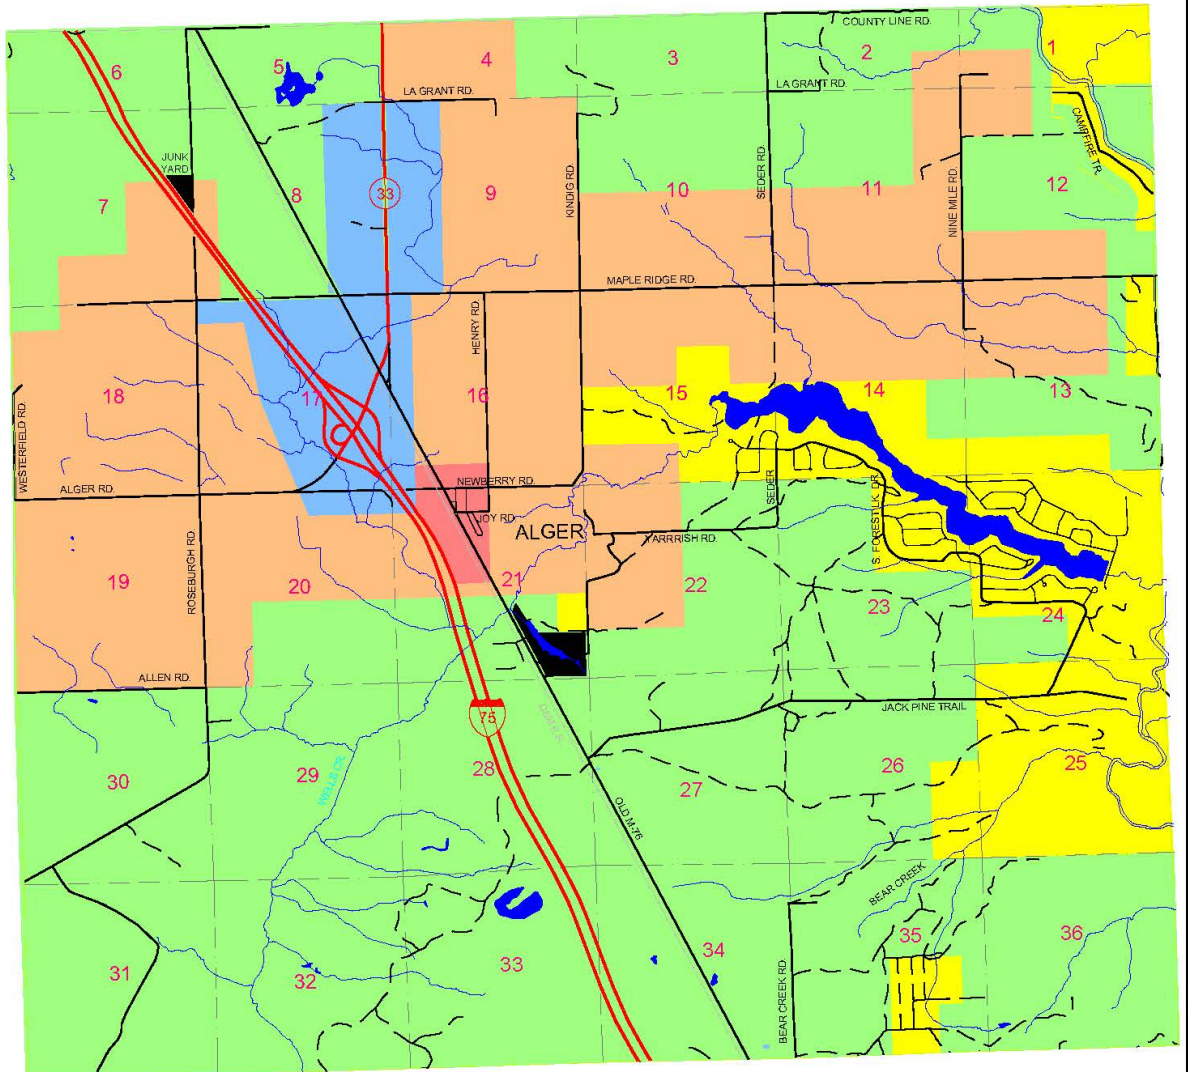 COUNTY LINE RD.
1
2
3
4
5
6
LA GRANT RD.
LA GRANT RD.
CAMPFIRE TR.
JUNK
YARD
7
8
33
9
KINDIG RD.
10
SEDER RD.
11
NINE MILE RD.
12
MAPLE RIDGE RD.
HENRY RD.
WESTERFIELD RD.
18
17
16
15
14
13
ALGER RD.
NEWBERRY RD.
JOY RD.
ALGER
YARRRISH RD.
SEDER
S. FOREST LK. DR.
ROSEBURGH RD.
19
20
21
22
23
24
ALLEN RD.
75
D&M R.R.
JACK PINE TRAIL
30
29
WELLS CR.
28
27
26
25
OLD M-76
BEAR CREEK
31
32
33
34
BEAR CREEK RD.
35
36